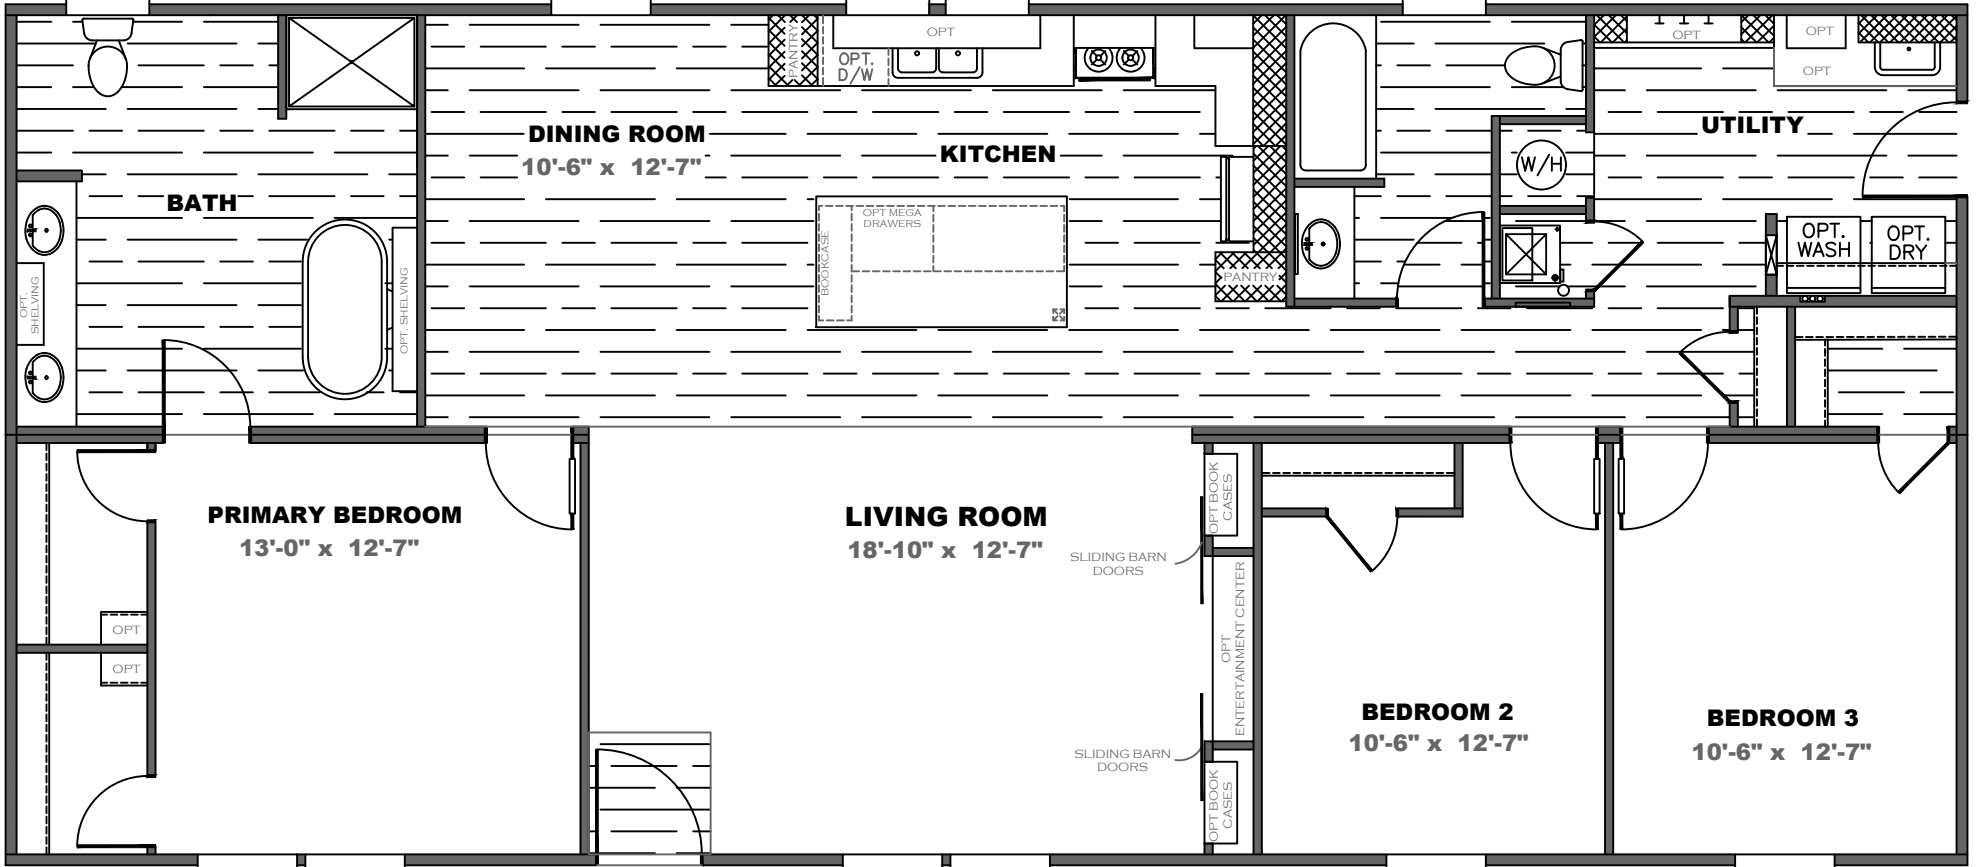 PANTRY
OPT
OPT.
D/W
OPT
OPT
OPT
DINING ROOM
10'-6" x 12'-7"
KITCHEN
UTILITY
W/H
BATH
OPT.
SHELVING
OPT. SHELVING
BOOKCASE
OPT MEGA
DRAWERS
PANTRY
OPT.
WASH
OPT.
DRY
PRIMARY BEDROOM
13'-0" x 12'-7"
OPT
OPT
LIVING ROOM
18'-10" x 12'-7"
SLIDING BARN
DOORS
OPT BOOK
CASES
OPT
ENTERTAINMENT CENTER
SLIDING BARN
DOORS
OPT BOOK
CASES
BEDROOM 2
10'-6" x 12'-7"
BEDROOM 3
10'-6" x 12'-7"